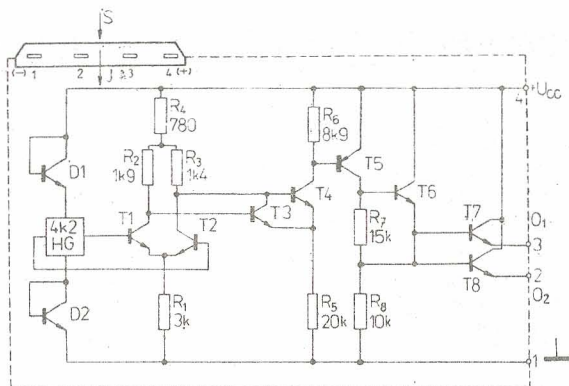 S
(-) 1 2 3 4 (+)
4 +Ucc
R4
780
R6
8k9
R2
1k9
R3
1k4
D1
T5
T4
T6
4k2
HG
T1
T2
T3
R7
15k
T7
O1
3
T8
2
O2
D2
R1
3k
R5
20k
R8
10k
1